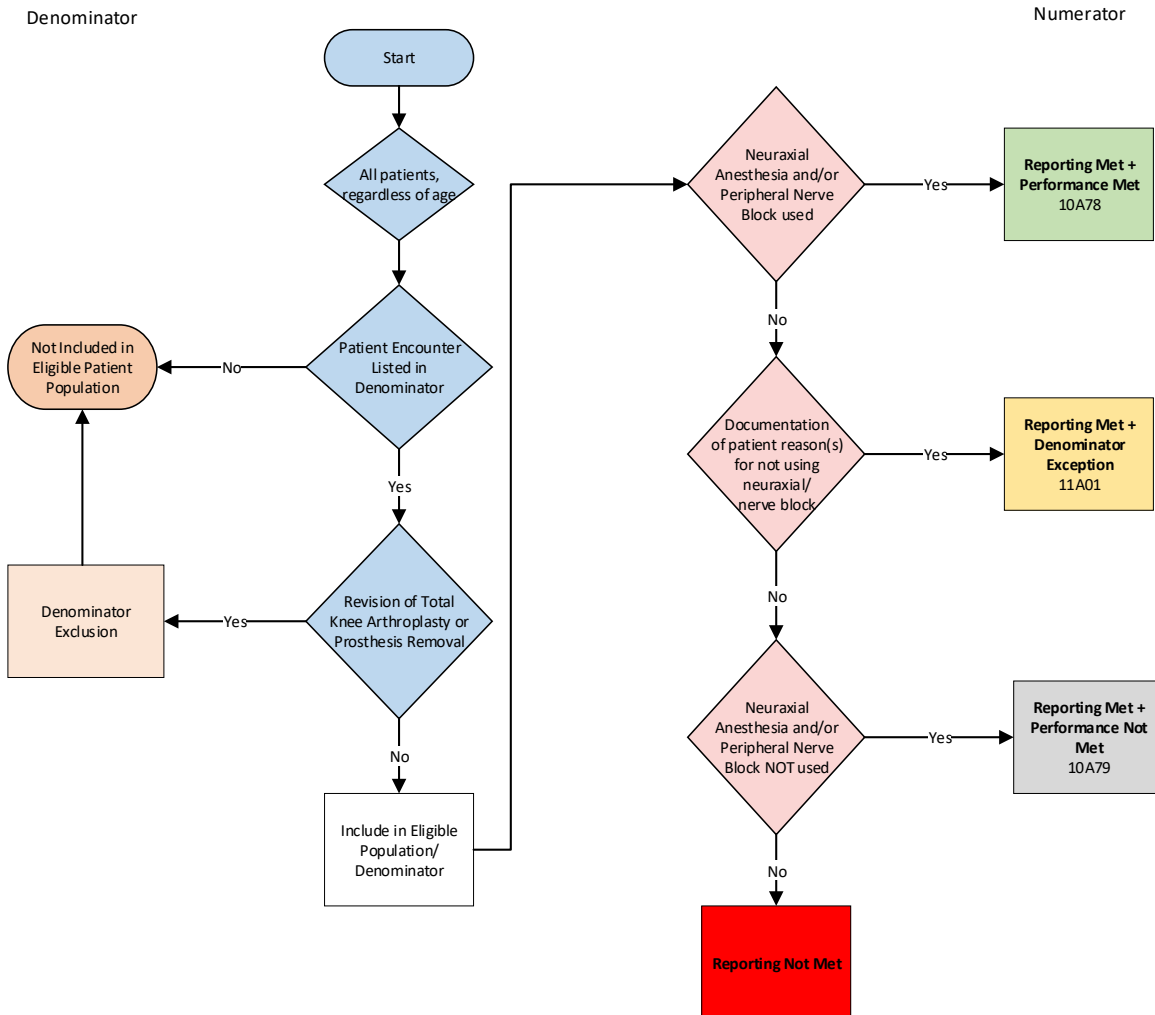 Denominator
Numerator
Start
All patients,
regardless of age
Patient Encounter
Listed in
Denominator
No
Not Included in
Eligible Patient
Population
Yes
Revision of Total
Knee Arthroplasty or
Prosthesis Removal
Yes
Denominator
Exclusion
No
Include in Eligible
Population/
Denominator
Neuraxial
Anesthesia and/or
Peripheral Nerve
Block used
Yes
Reporting Met +
Performance Met
10A78
No
Documentation
of patient reason(s)
for not using
neuraxial/
nerve block
Yes
Reporting Met +
Denominator
Exception
11A01
No
Neuraxial
Anesthesia and/or
Peripheral Nerve
Block NOT used
Yes
Reporting Met +
Performance Not
Met
10A79
No
Reporting Not Met